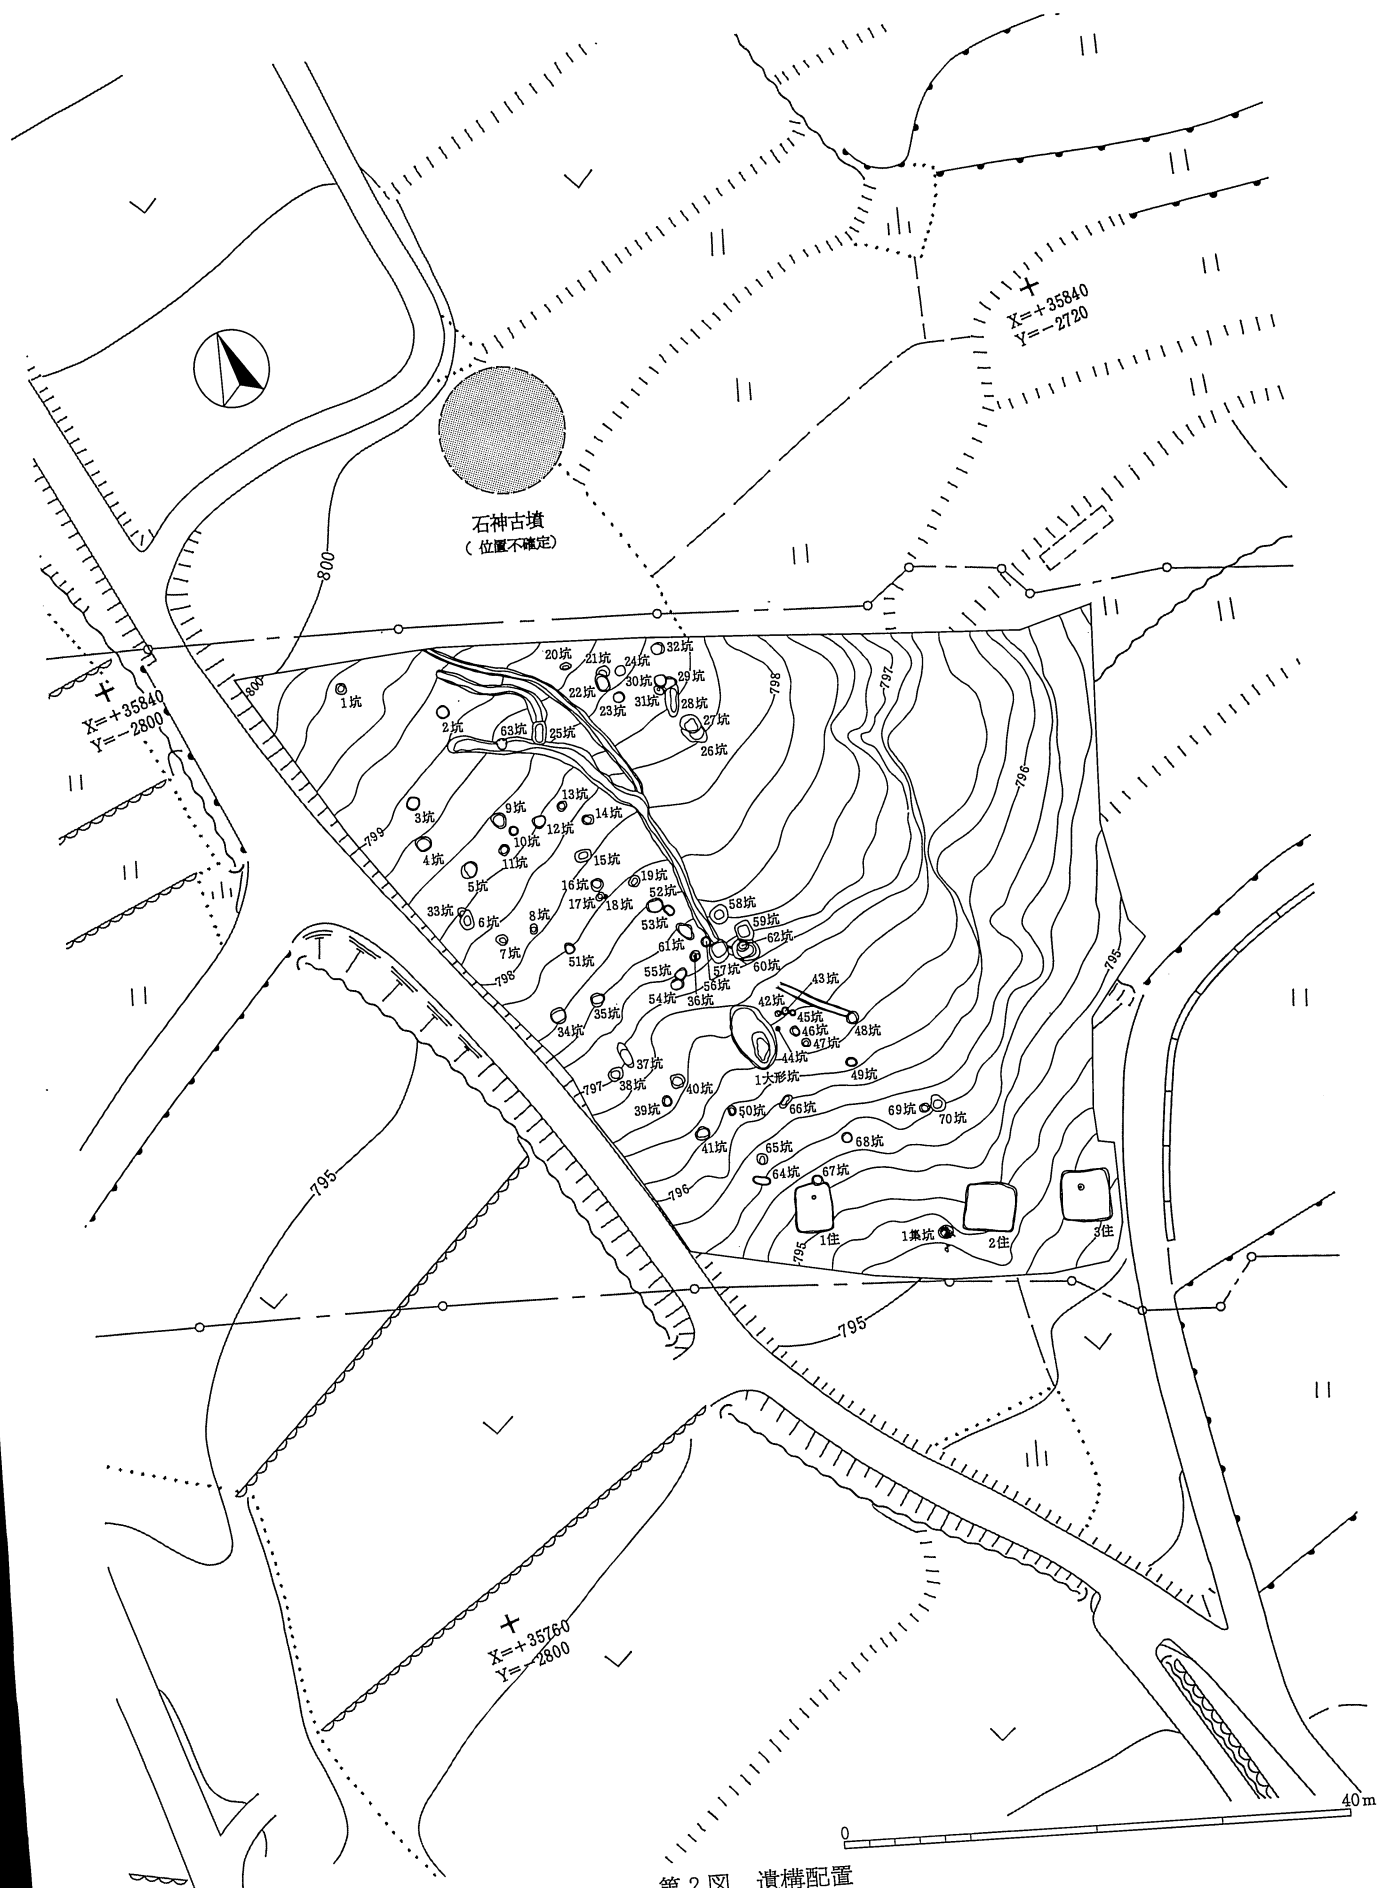 X=+35840
Y=-2720
石神古墳
( 位置不確定)
800
800
X=+35840
Y=-2800
1坑
2坑
63坑
25坑
20坑
21坑
24坑
32坑
22坑
30坑
29坑
23坑
31坑
28坑
27坑
26坑
798
797
796
3坑
799
4坑
9坑
10坑
11坑
12坑
13坑
14坑
15坑
5坑
33坑
6坑
7坑
8坑
16坑
17坑
18坑
19坑
52坑
53坑
51坑
61坑
58坑
59坑
62坑
57坑
60坑
55坑
56坑
54坑
36坑
798
34坑
35坑
43坑
42坑
45坑
46坑
47坑
48坑
44坑
1大形坑
49坑
795
37坑
797
38坑
39坑
40坑
50坑
66坑
69坑
70坑
41坑
65坑
68坑
64坑
67坑
796
795
1住
1集坑
2住
3住
795
795
X=+35760
Y=-2800
0
40m
第2図 遺構配置